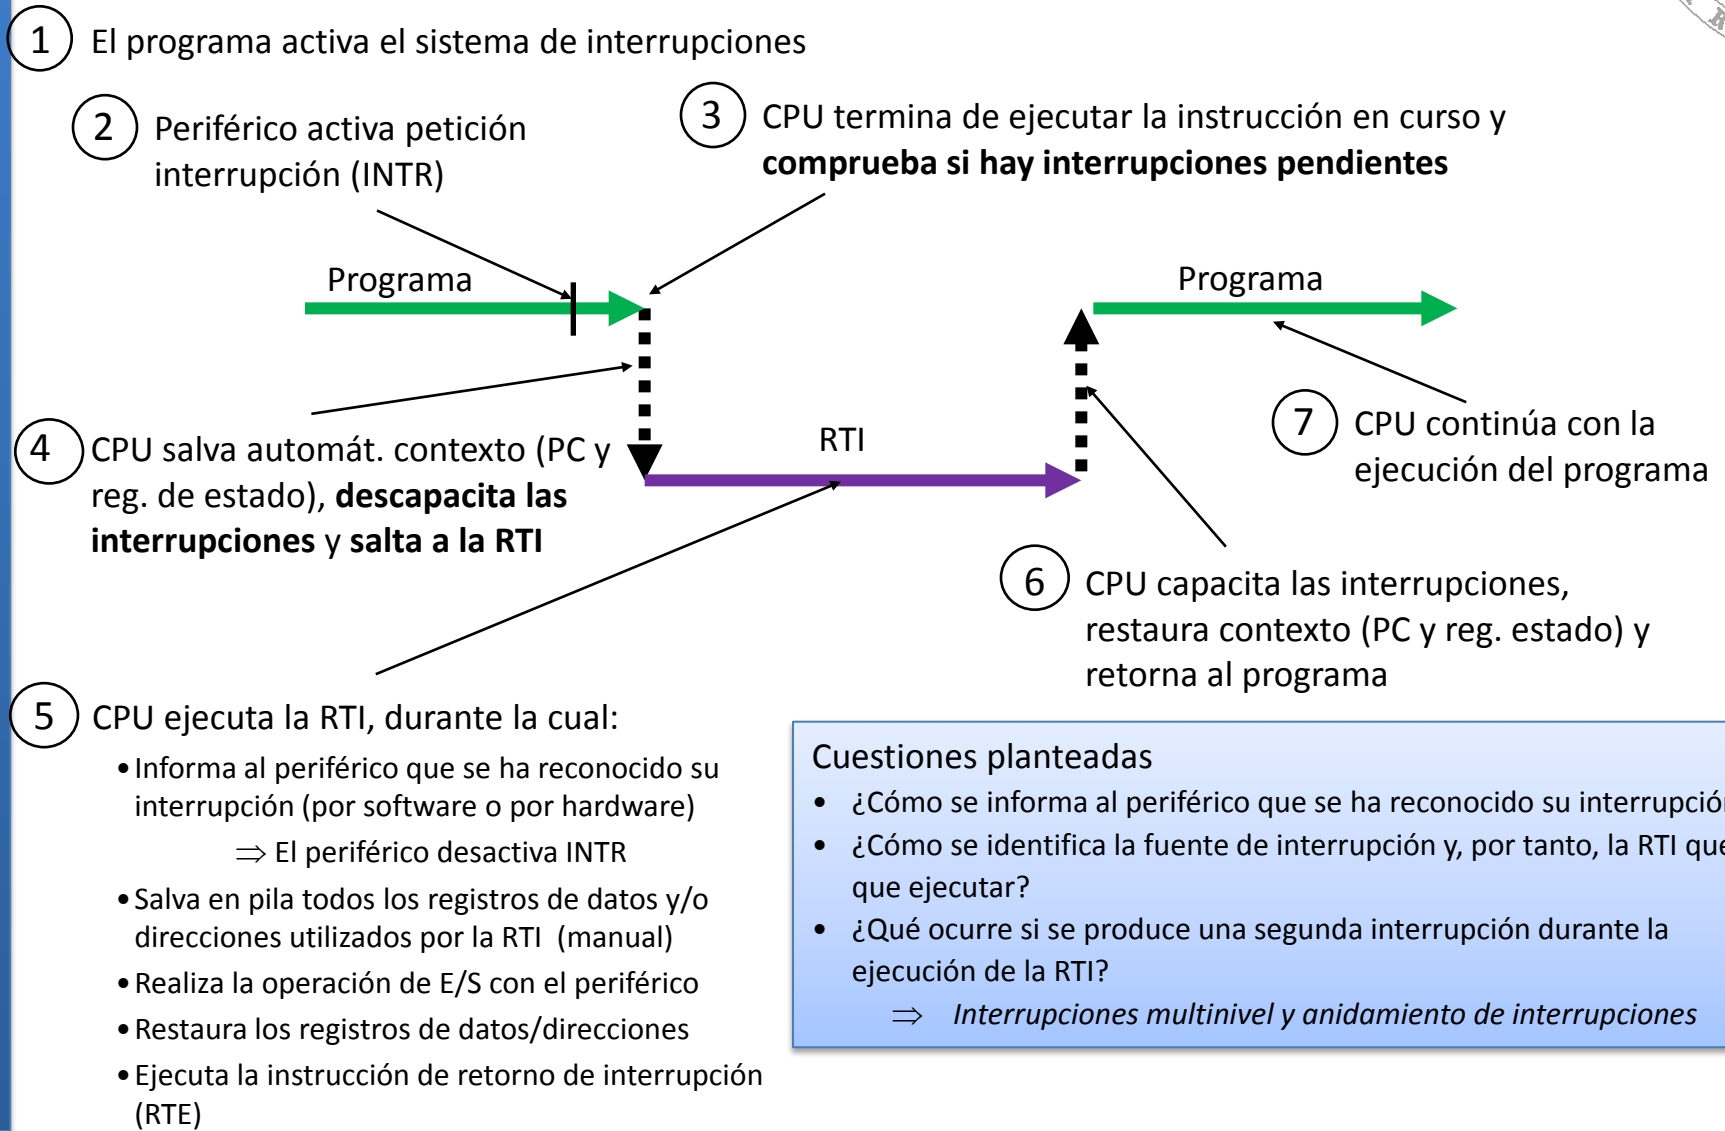 1 El programa activa el sistema de interrupciones
2 Periférico activa petición
interrupción (INTR)
3 CPU termina de ejecutar la instrucción en curso y
comprueba si hay interrupciones pendientes
Programa
Programa
4 CPU salva automát. contexto (PC y
reg. de estado), descapacita las
interrupciones y salta a la RTI
RTI
7 CPU continúa con la
ejecución del programa
6 CPU capacita las interrupciones,
restaura contexto (PC y reg. estado) y
retorna al programa
5 CPU ejecuta la RTI, durante la cual:
•Informa al periférico que se ha reconocido su
interrupción (por software o por hardware)
⇒ El periférico desactiva INTR
•Salva en pila todos los registros de datos y/o
direcciones utilizados por la RTI (manual)
•Realiza la operación de E/S con el periférico
•Restaura los registros de datos/direcciones
•Ejecuta la instrucción de retorno de interrupción
(RTE)
Cuestiones planteadas
• ¿Cómo se informa al periférico que se ha reconocido su
• ¿Cómo se identifica la fuente de interrupción y, por tanto, la RTI que
que ejecutar?
• ¿Qué ocurre si se produce una segunda interrupción durante la
ejecución de la RTI?
⇒ Interrupciones multinivel y anidamiento de interrupciones